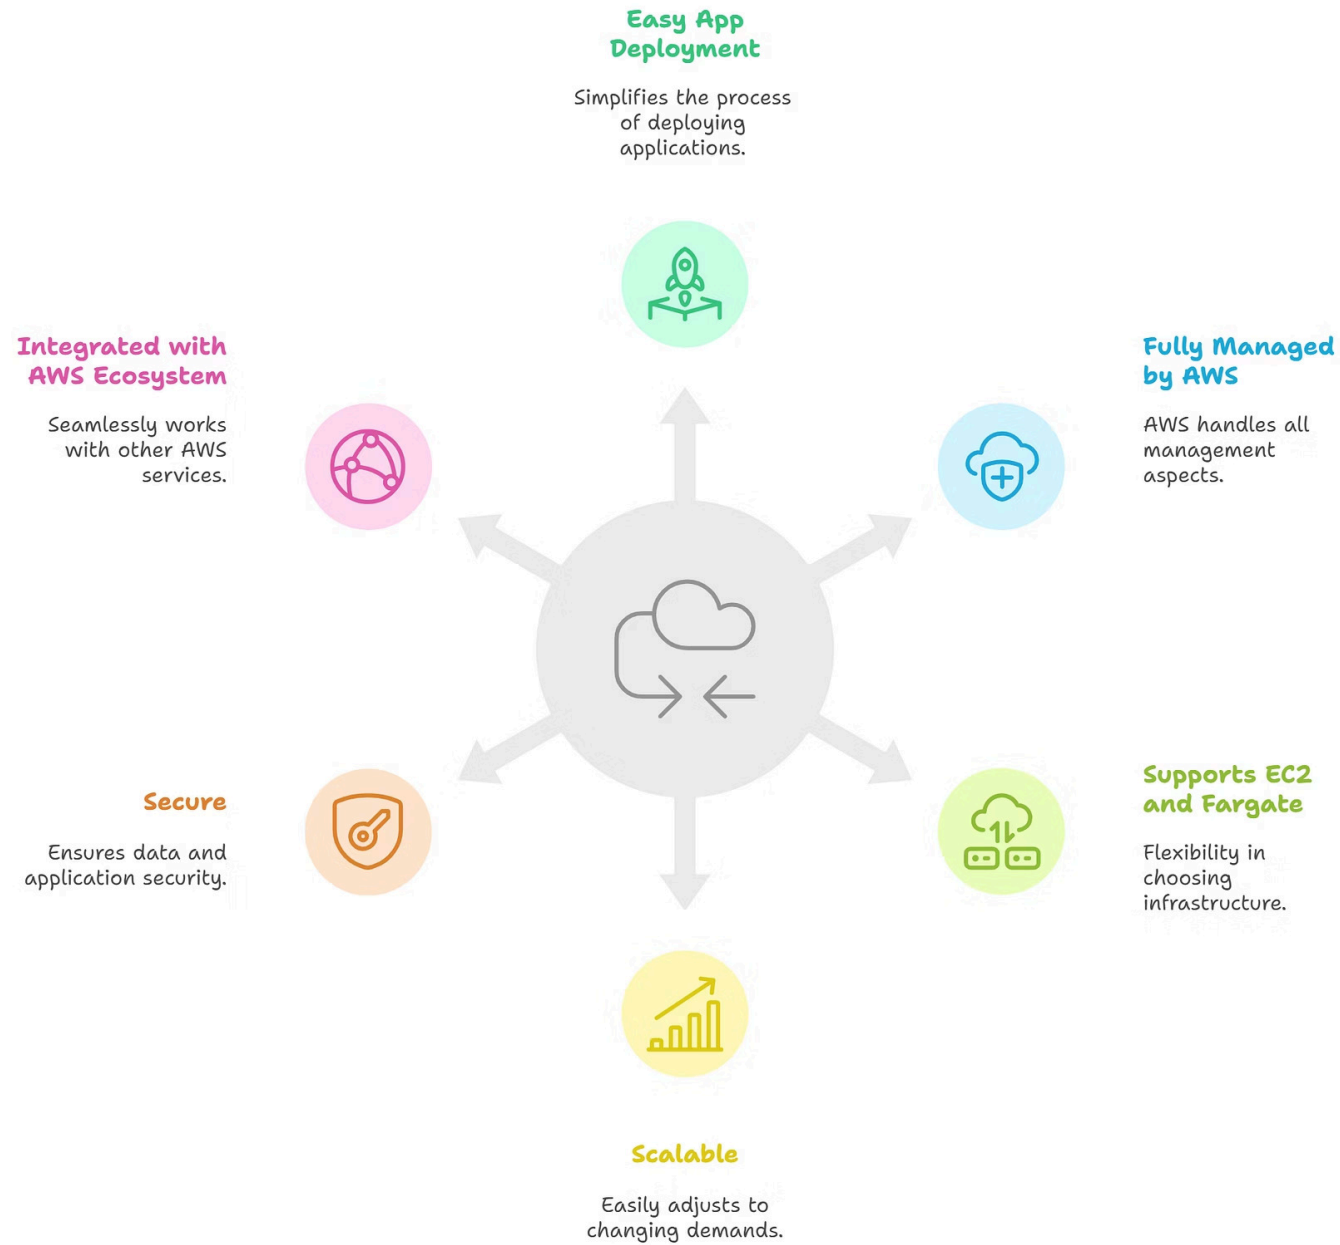 Easy App
Deployment
Simplifies the process
of deploying
applications.
Integrated with
AWS Ecosystem
Seamlessly works
with other AWS
services.
Fully Managed
by AWS
AWS handles all
management
aspects.
Secure
Ensures data and
application security.
Supports EC2
and Fargate
Flexibility in
choosing
infrastructure.
Scalable
Easily adjusts to
changing demands.